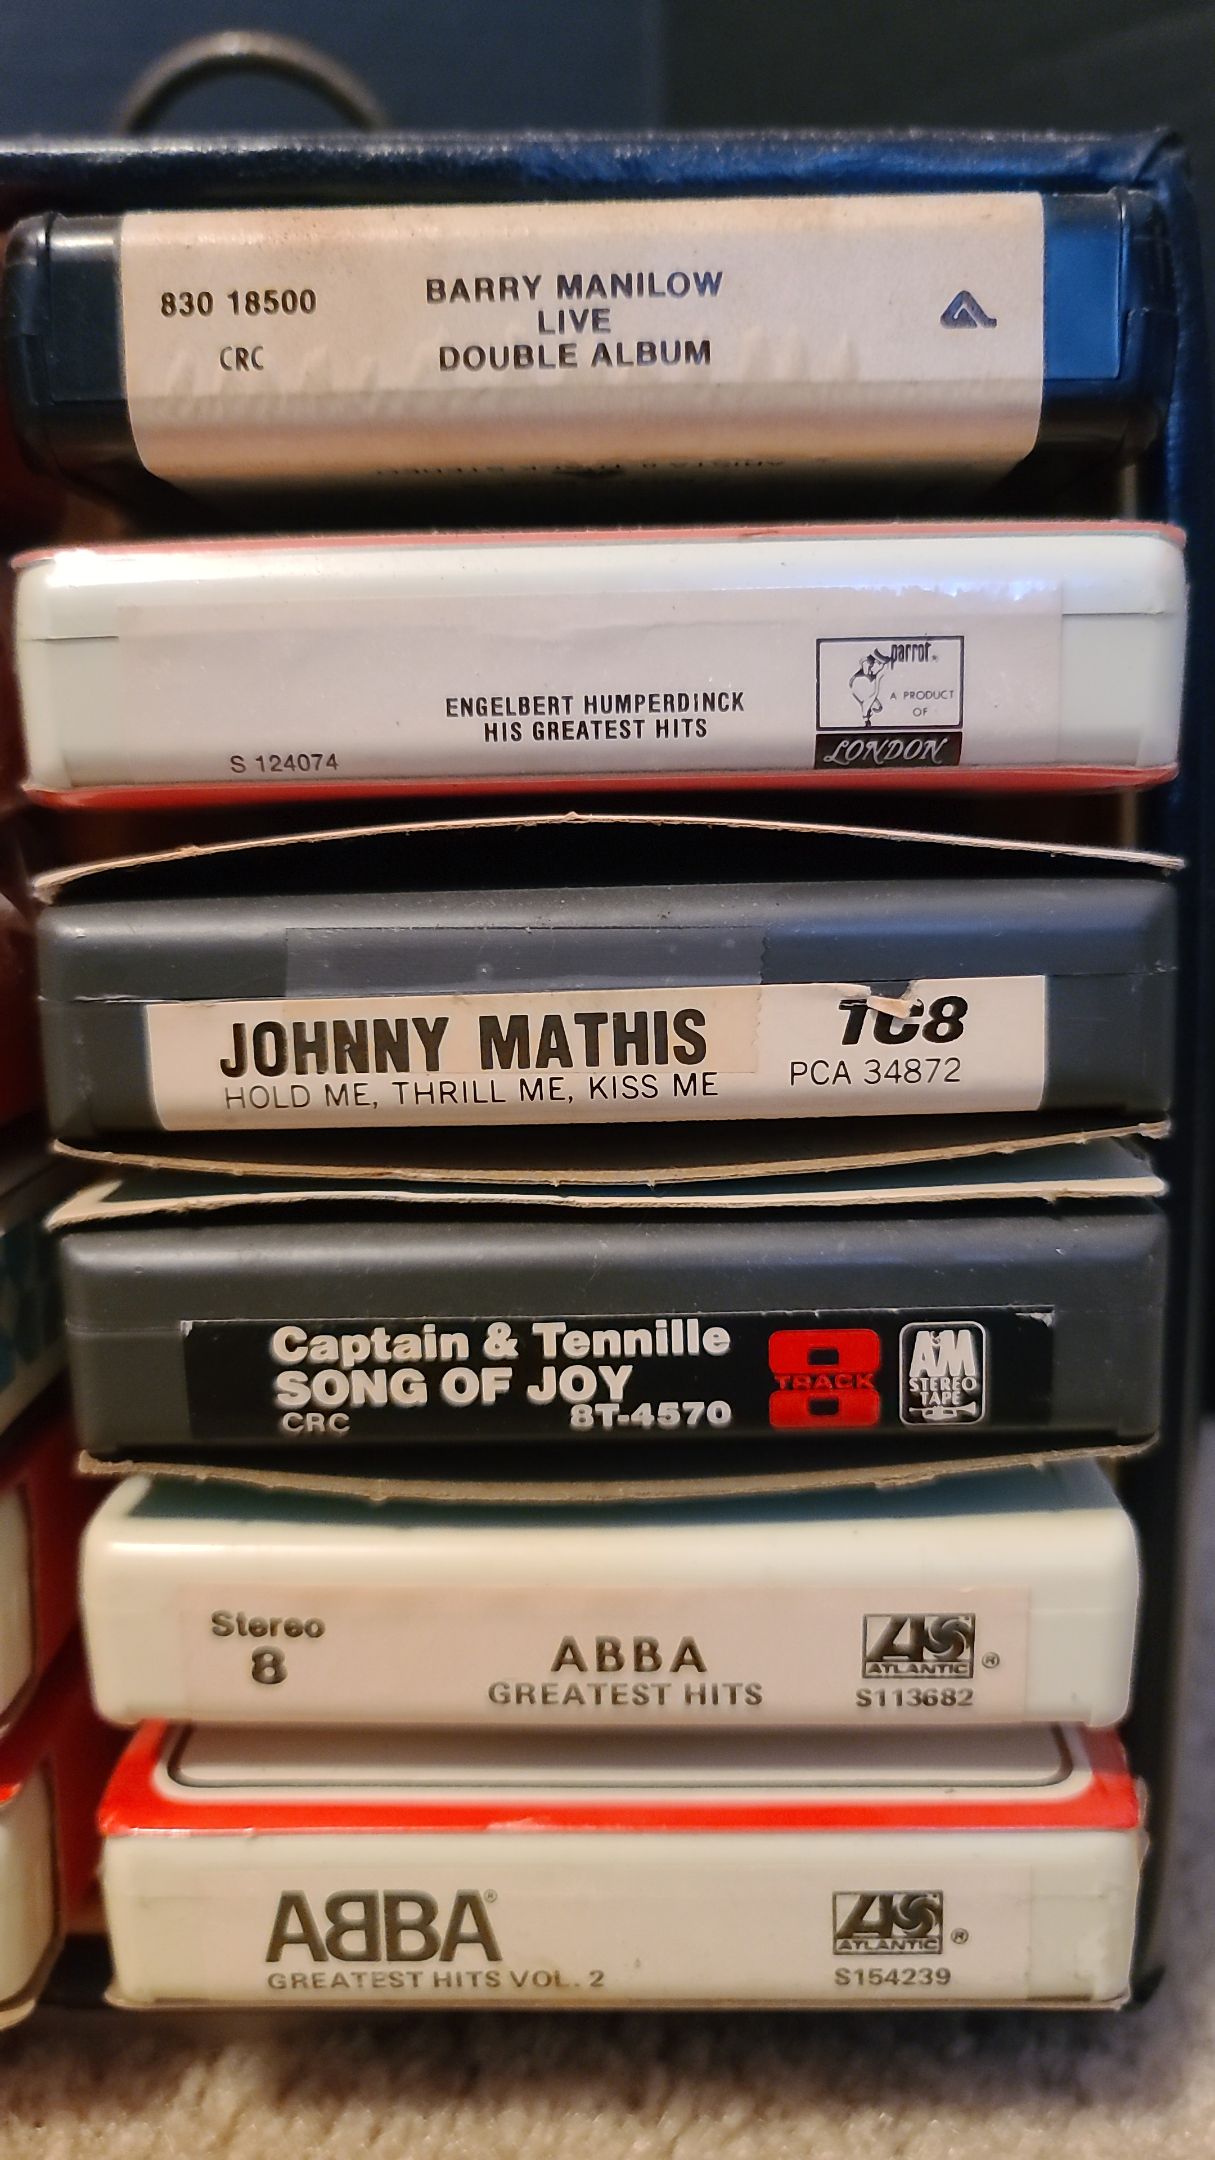 830 18500
CRC
BARRY MANILOW
LIVE
DOUBLE ALBUM
ENGELBERT HUMPERDINCK
HIS GREATEST HITS
S 124074
parrot
A PRODUCT
OF
LONDON
JOHNNY MATHIS
HOLD ME, THRILL ME, KISS ME
TC8
PCA 34872
Captain & Tennille
SONG OF JOY
CRC 8T-4570
TRACK
A&M
STEREO
TAPE
Stereo
8
ABBA
GREATEST HITS
ATLANTIC ®
S113682
ABBA®
GREATEST HITS VOL. 2
ATLANTIC ®
S154239